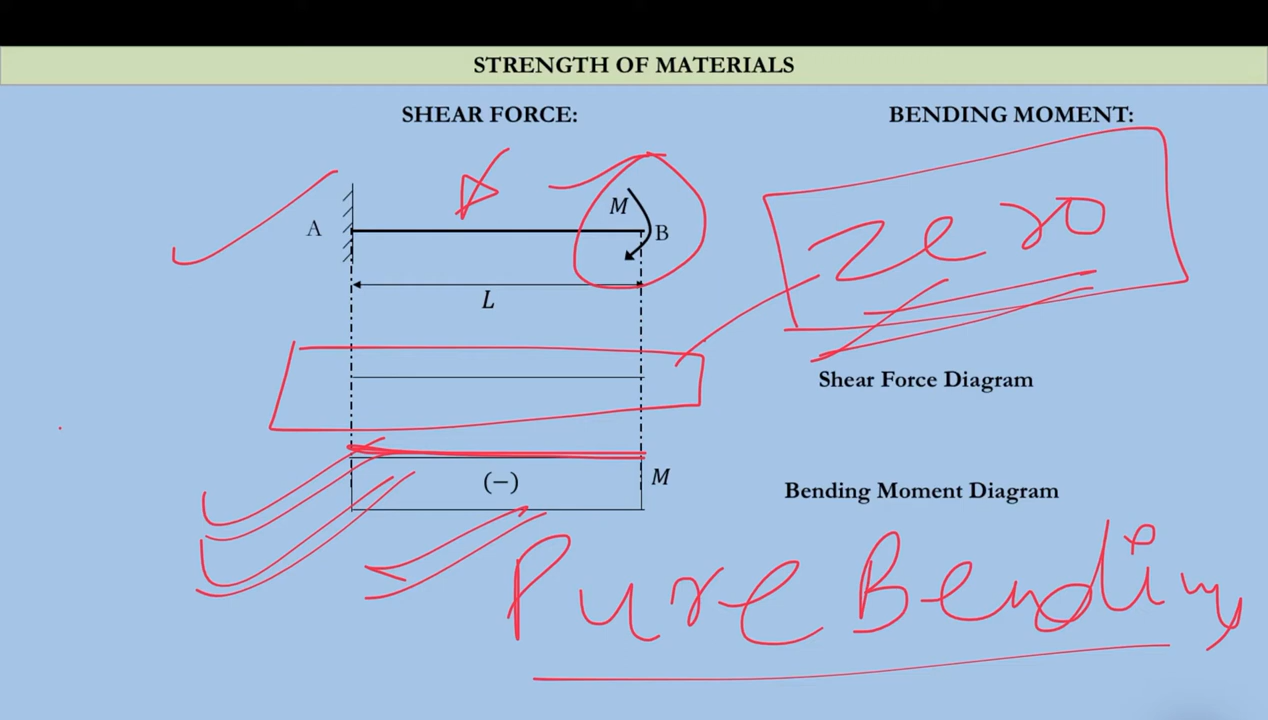 STRENGTH OF MATERIALS
SHEAR FORCE:
BENDING MOMENT:
M
A
B
zero
L
Shear Force Diagram
(−)
M
Bending Moment Diagram
Pure Bending